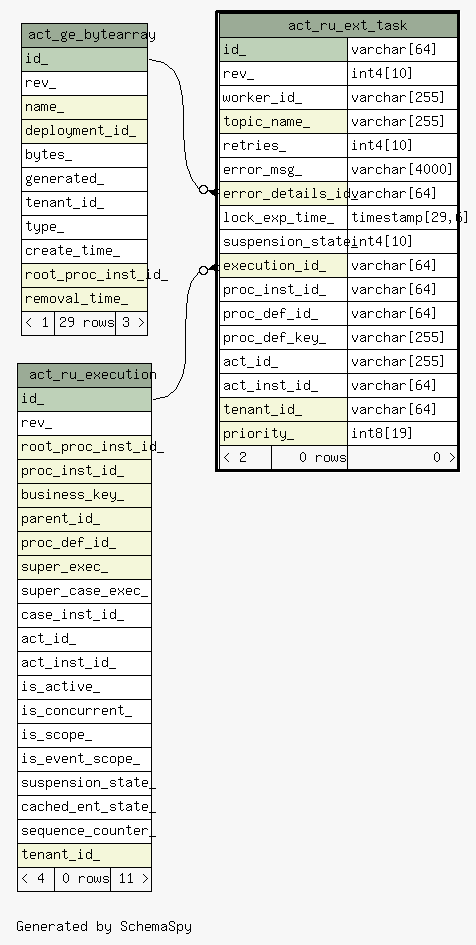 act_ge_bytearray
id_
rev_
name_
deployment_id_
bytes_
generated_
tenant_id_
type_
create_time_
root_proc_inst_id_
removal_time_
< 1 29 rows 3 >
act_ru_execution
id_
rev_
root_proc_inst_id_
proc_inst_id_
business_key_
parent_id_
proc_def_id_
super_exec_
super_case_exec_
case_inst_id_
act_id_
act_inst_id_
is_active_
is_concurrent_
is_scope_
is_event_scope_
suspension_state_
cached_ent_state_
sequence_counter_
tenant_id_
< 4 0 rows 11 >
act_ru_ext_task
id_ varchar[64]
rev_ int4[10]
worker_id_ varchar[255]
topic_name_ varchar[255]
retries_ int4[10]
error_msg_ varchar[4000]
error_details_id_ varchar[64]
lock_exp_time_ timestamp[29,6]
suspension_state_ int4[10]
execution_id_ varchar[64]
proc_inst_id_ varchar[64]
proc_def_id_ varchar[64]
proc_def_key_ varchar[255]
act_id_ varchar[255]
act_inst_id_ varchar[64]
tenant_id_ varchar[64]
priority_ int8[19]
< 2 0 rows 0 >
Generated by SchemaSpy